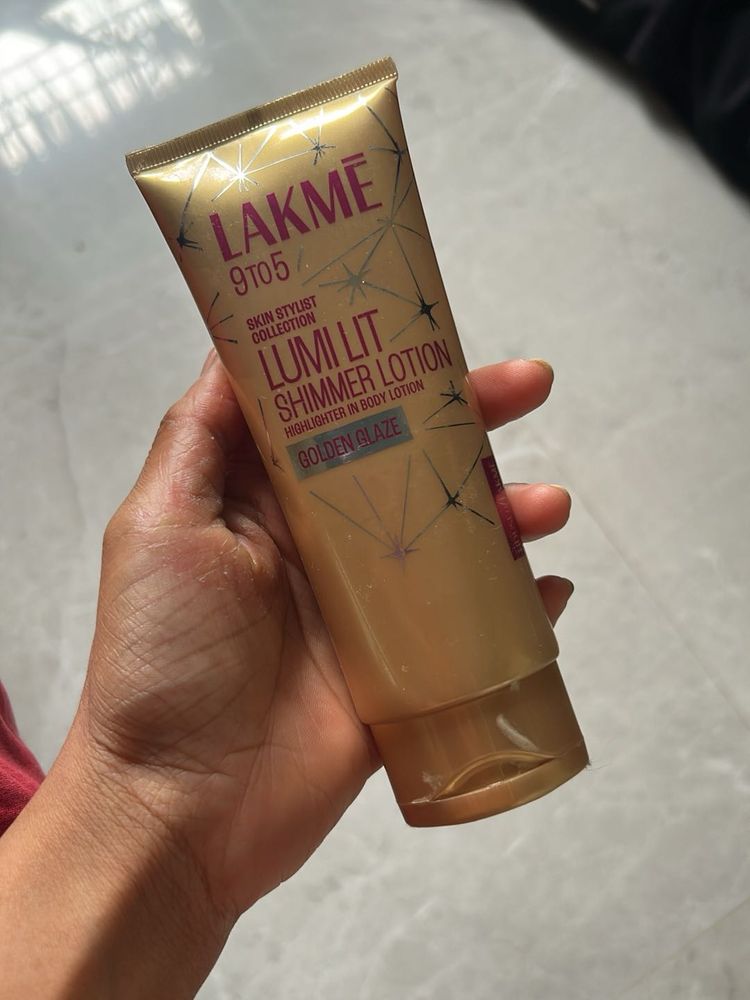 LAKMĒ
9TO5
SKIN STYLIST
COLLECTION
LUMI LIT
SHIMMER LOTION
HIGHLIGHTER IN BODY LOTION
GOLDEN GLAZE